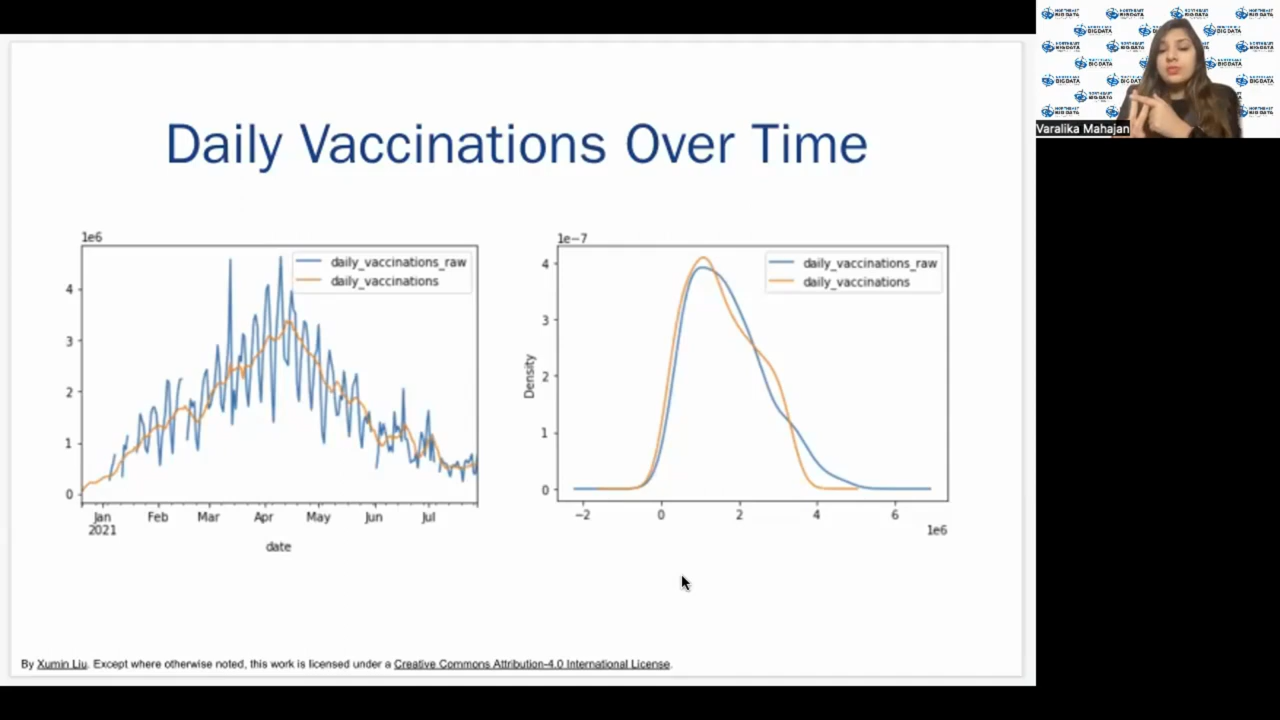 Daily Vaccinations Over Time
1e6
daily_vaccinations_raw
daily_vaccinations
4
3
2
1
0
Jan
2021
Feb
Mar
Apr
May
Jun
Jul
date
1e−7
daily_vaccinations_raw
daily_vaccinations
Density
4
3
2
1
0
−2
0
2
4
6
1e6
By Xumin Liu. Except where otherwise noted, this work is licensed under a Creative Commons Attribution-4.0 International License.
Varalika Mahajan
NORTHEAST
BIG DATA